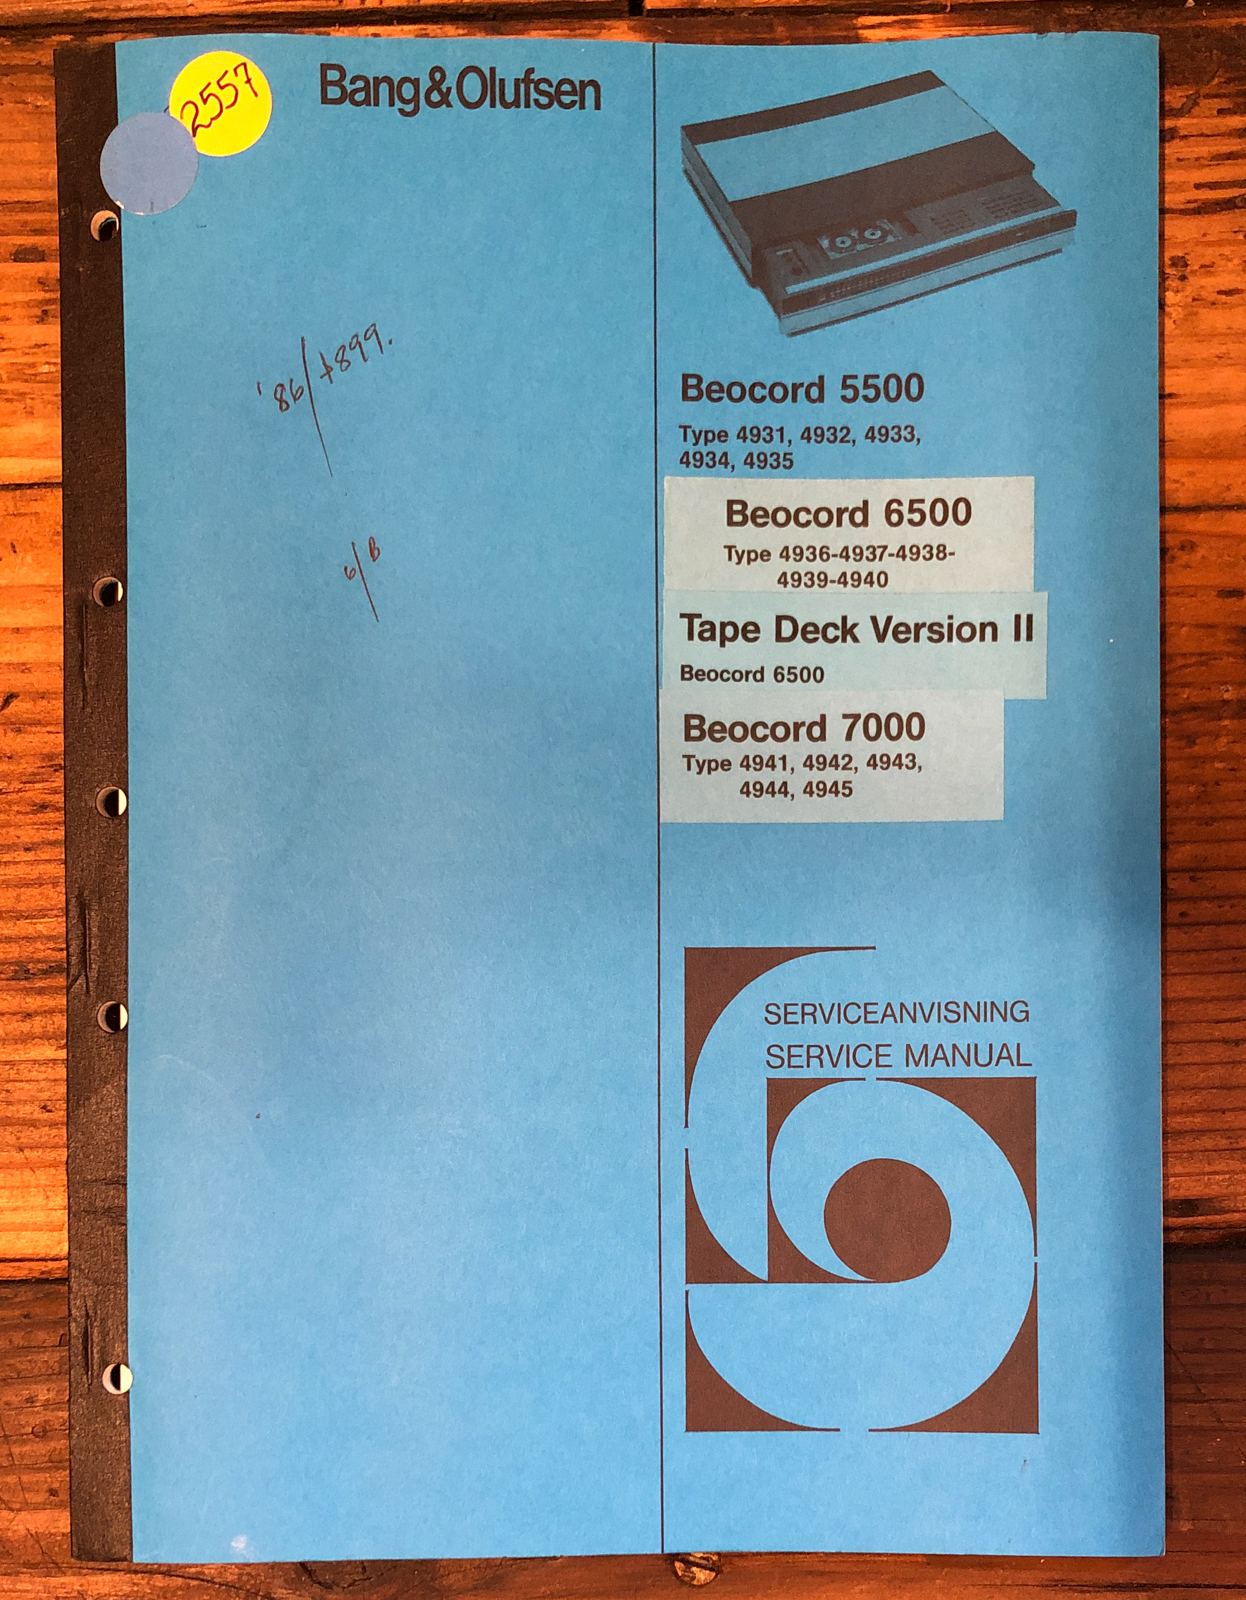 2557
Bang&Olufsen
'86/$899.
6/B
Beocord 5500
Type 4931, 4932, 4933,
4934, 4935
Beocord 6500
Type 4936-4937-4938-
4939-4940
Tape Deck Version II
Beocord 6500
Beocord 7000
Type 4941, 4942, 4943,
4944, 4945
SERVICEANVISNING
SERVICE MANUAL